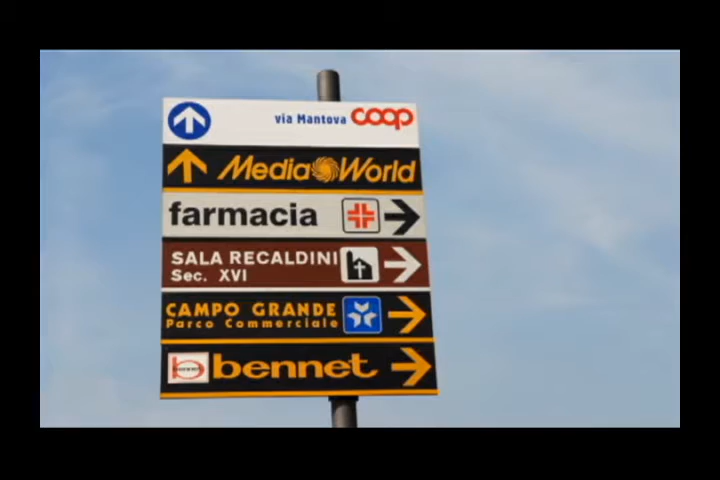 via Mantova coop
MediaWorld
farmacia
SALA RECALDINI
Sec. XVI
CAMPO GRANDE
Parco Commerciale
bennet